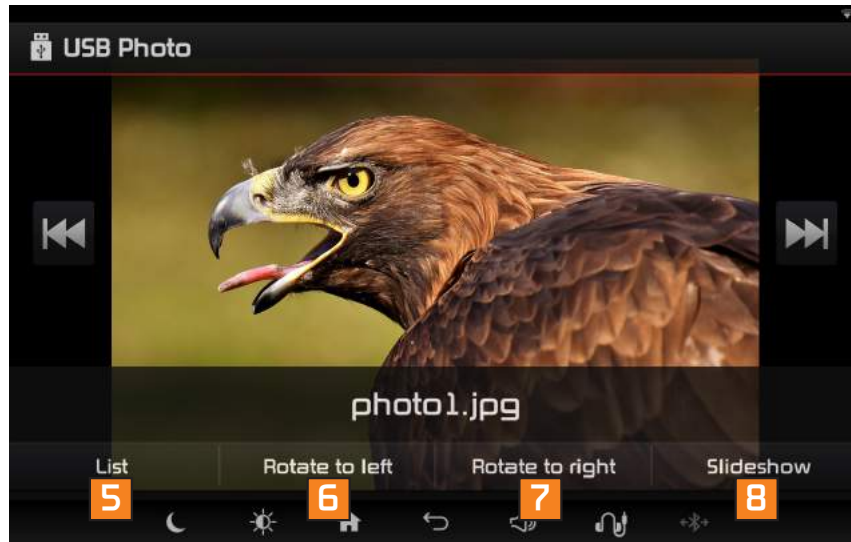 USB Photo
photo1.jpg
List
Rotate to left
Rotate to right
Slideshow
5
6
7
8